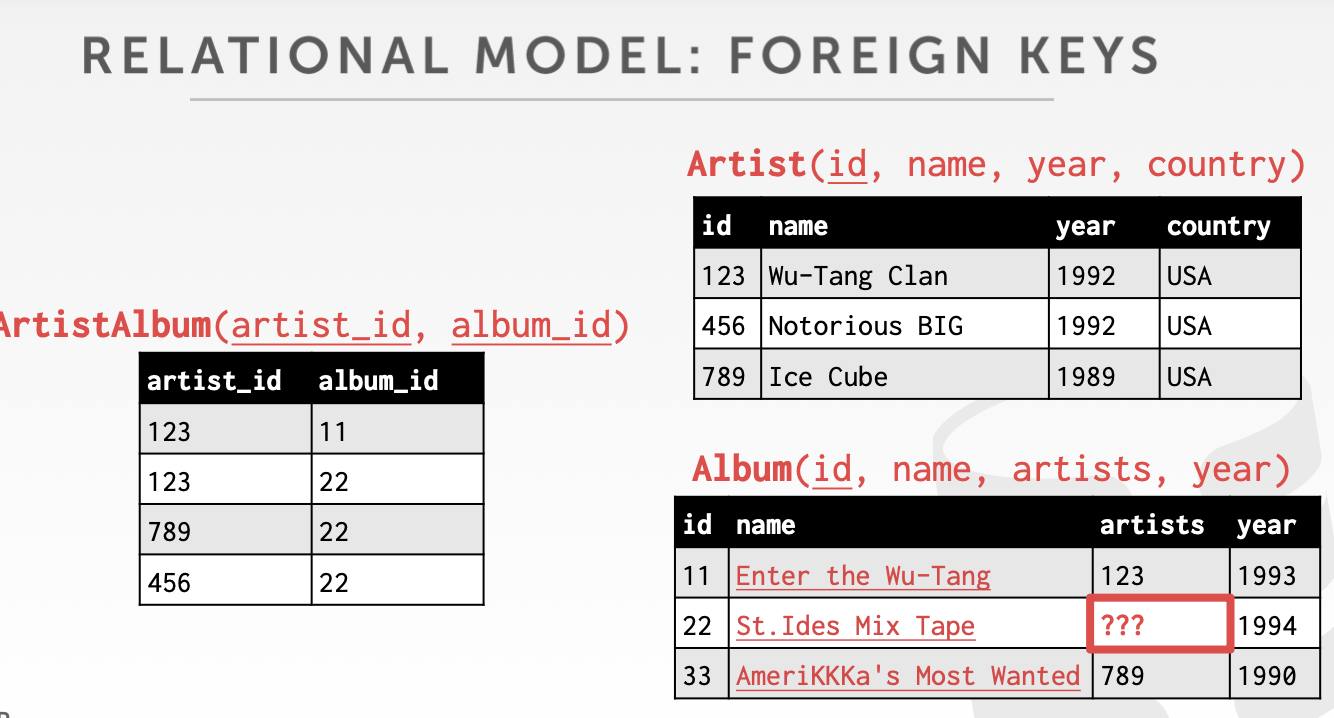 RELATIONAL MODEL: FOREIGN KEYS
Artist(id, name, year, country)
id name year country
123 Wu-Tang Clan 1992 USA
456 Notorious BIG 1992 USA
789 Ice Cube 1989 USA
ArtistAlbum(artist_id, album_id)
artist_id album_id
123 11
123 22
789 22
456 22
Album(id, name, artists, year)
id name artists year
11 Enter the Wu-Tang 123 1993
22 St.Ides Mix Tape ??? 1994
33 AmeriKKKa's Most Wanted 789 1990